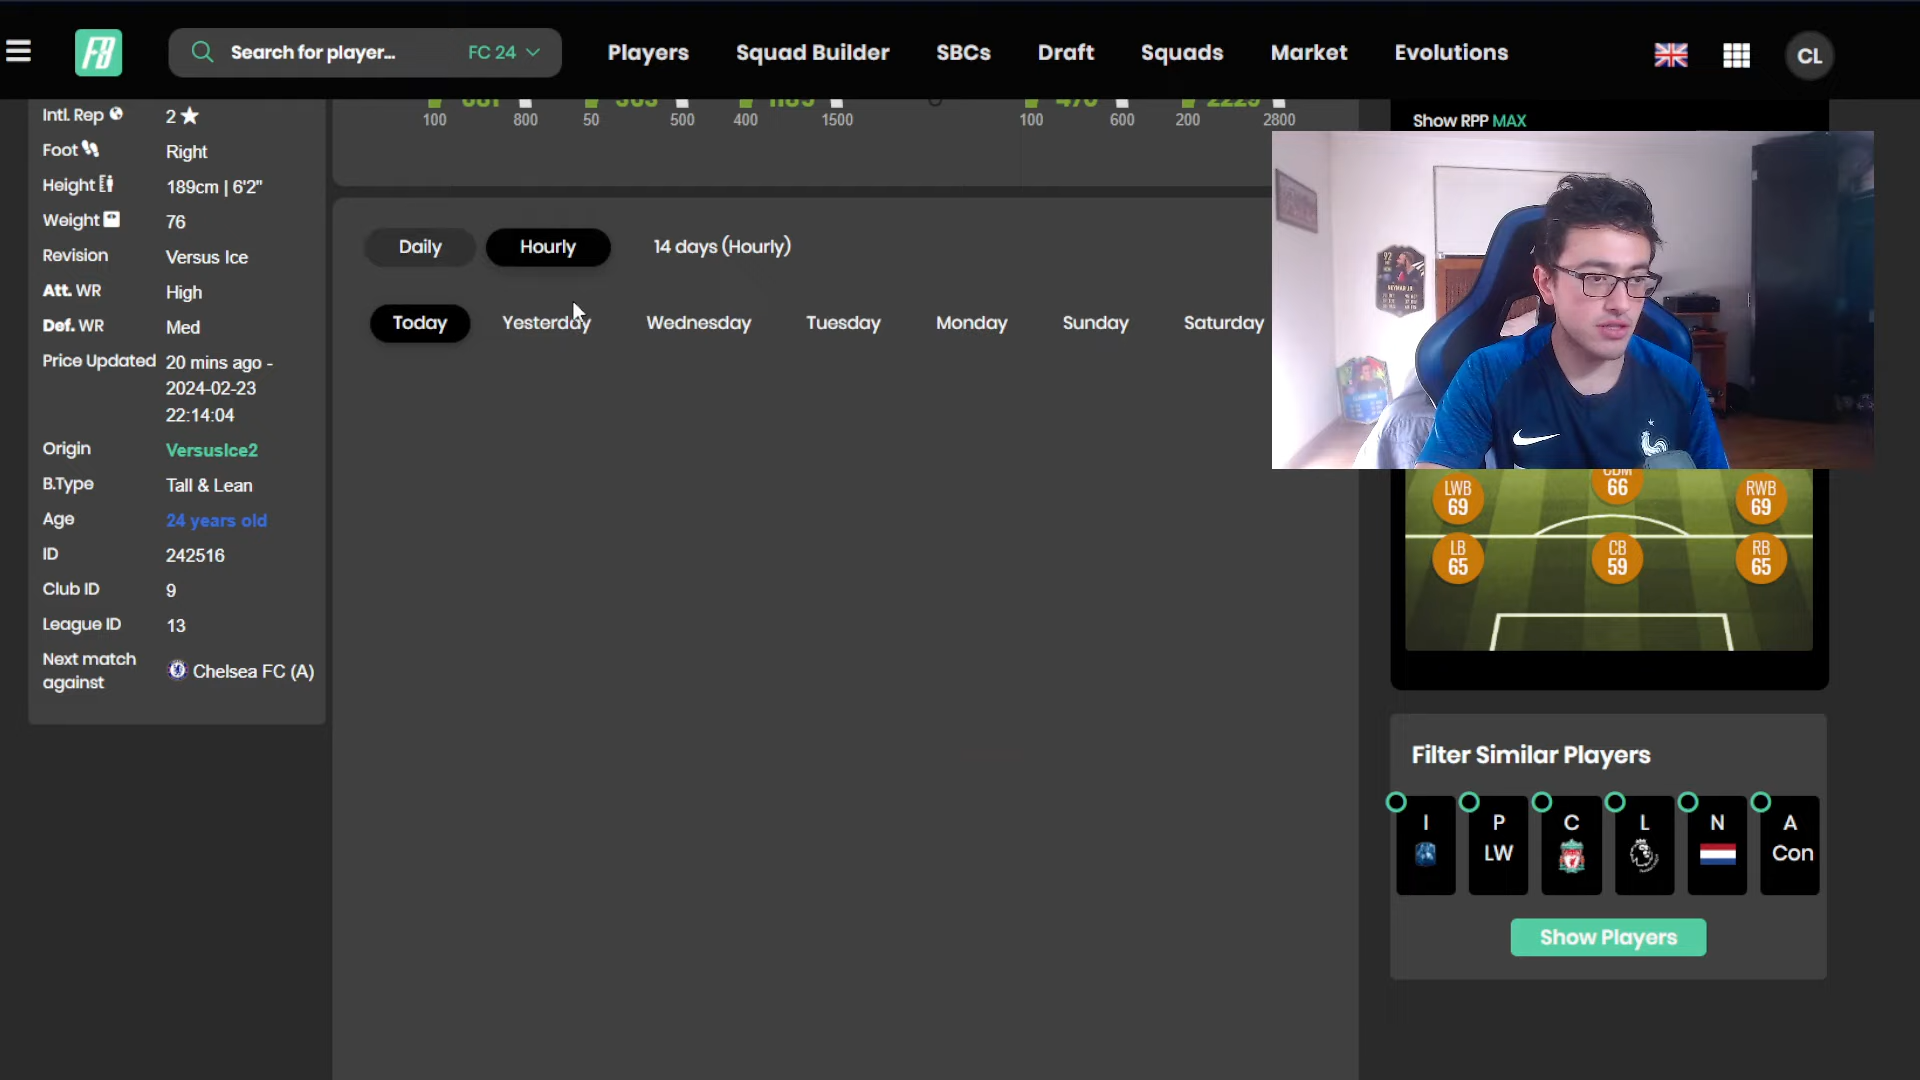 Search for player... FC 24 Players Squad Builder SBCs Draft Squads Market Evolutions CL
Intl. Rep 2
Foot Right
Height 189cm | 6'2"
Weight 76
Revision Versus Ice
Att. WR High
Def. WR Med
Price Updated 20 mins ago -
2024-02-23
22:14:04
Origin VersusIce2
B.Type Tall & Lean
Age 24 years old
ID 242516
Club ID 9
League ID 13
Next match against Chelsea FC (A)
100 800 50 500 400 1500 100 600 200 2800
Daily Hourly 14 days (Hourly)
Today Yesterday Wednesday Tuesday Monday Sunday Saturday
Show RPP MAX
92
NEYMAR JR
CDM
66
LWB
69
RWB
69
LB
65
CB
59
RB
65
Filter Similar Players
I P C L N A
LW Con
Show Players